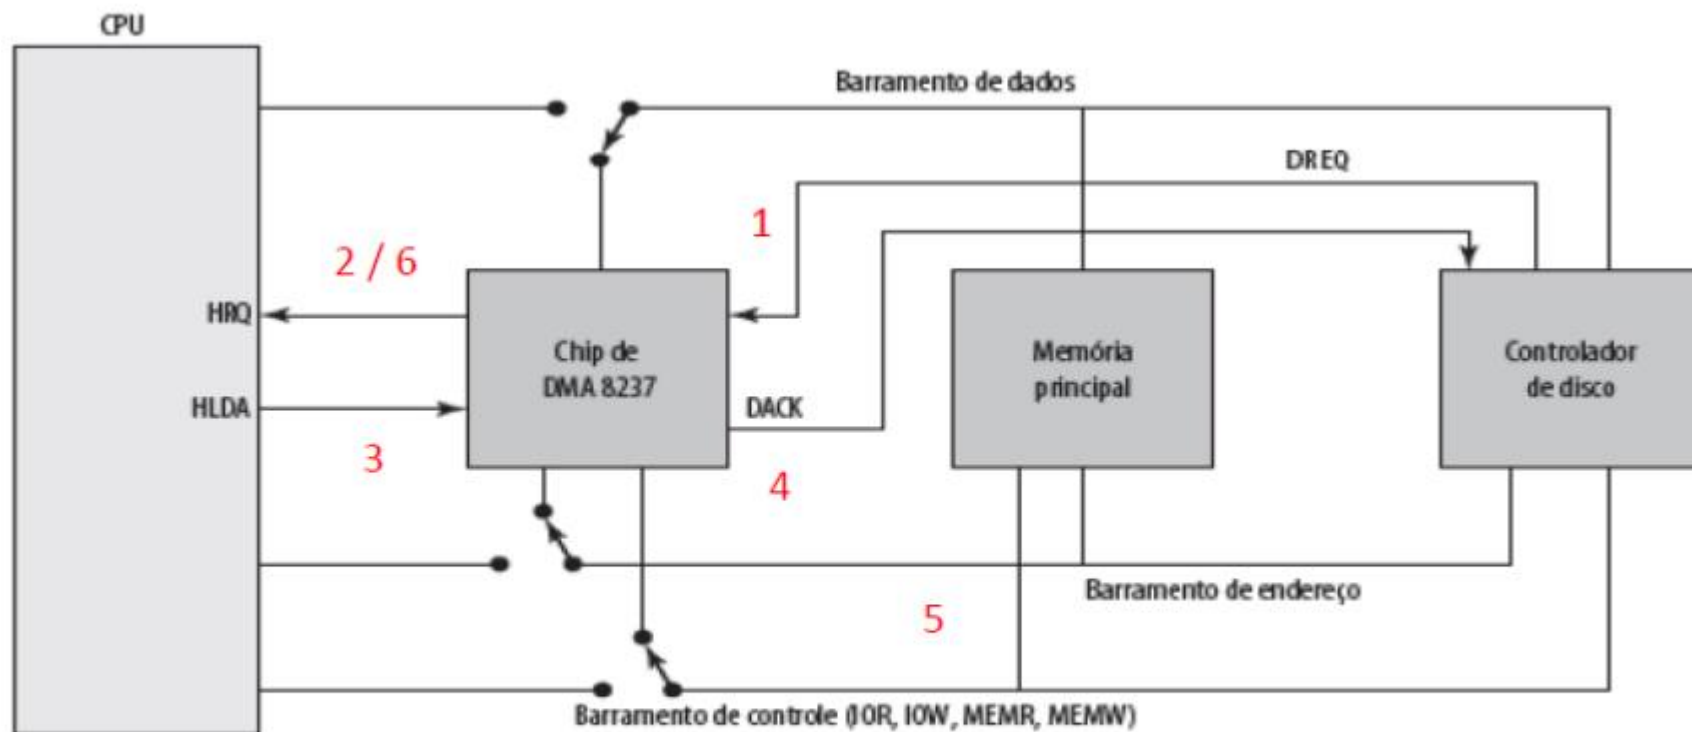 CPU
Barramento de dados
DREQ
1
2 / 6
HRQ
Chip de
DMA 8237
Memória
principal
Controlador
de disco
HLDA
DACK
3
4
Barramento de endereço
5
Barramento de controle (IOR, IOW, MEMR, MEMW)